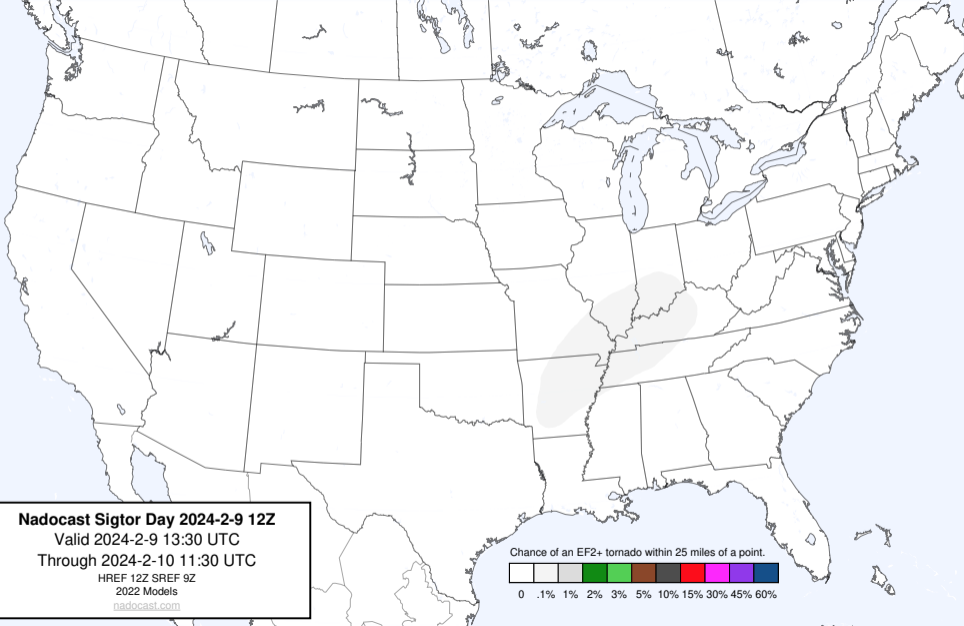 Nadocast Sigtor Day 2024-2-9 12Z
Valid 2024-2-9 13:30 UTC
Through 2024-2-10 11:30 UTC
HREF 12Z SREF 9Z
2022 Models
nadocast.com
Chance of an EF2+ tornado within 25 miles of a point.
0 .1% 1% 2% 3% 5% 10% 15% 30% 45% 60%